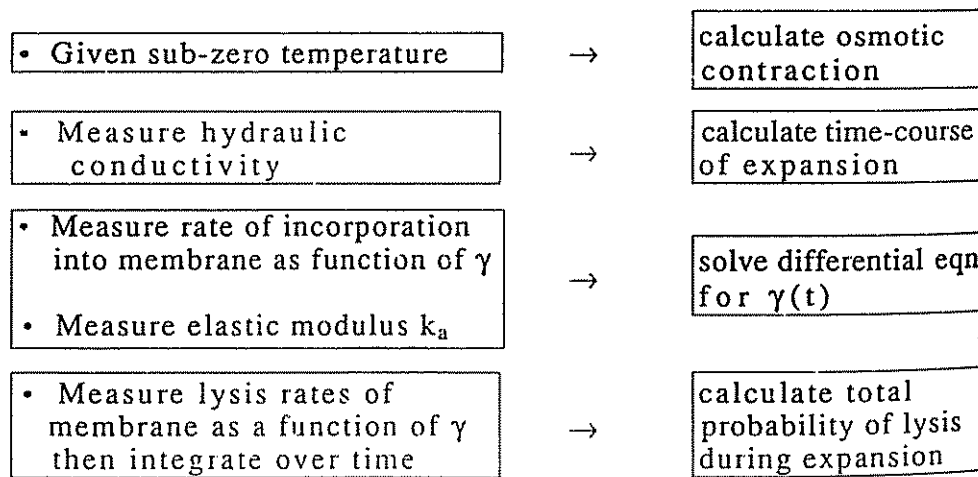 • Given sub-zero temperature → calculate osmotic
contraction
• Measure hydraulic
conductivity → calculate time-course
of expansion
• Measure rate of incorporation
into membrane as function of γ
• Measure elastic modulus kₐ
→ solve differential eqn
for γ(t)
• Measure lysis rates of
membrane as a function of γ
then integrate over time
→ calculate total
probability of lysis
during expansion